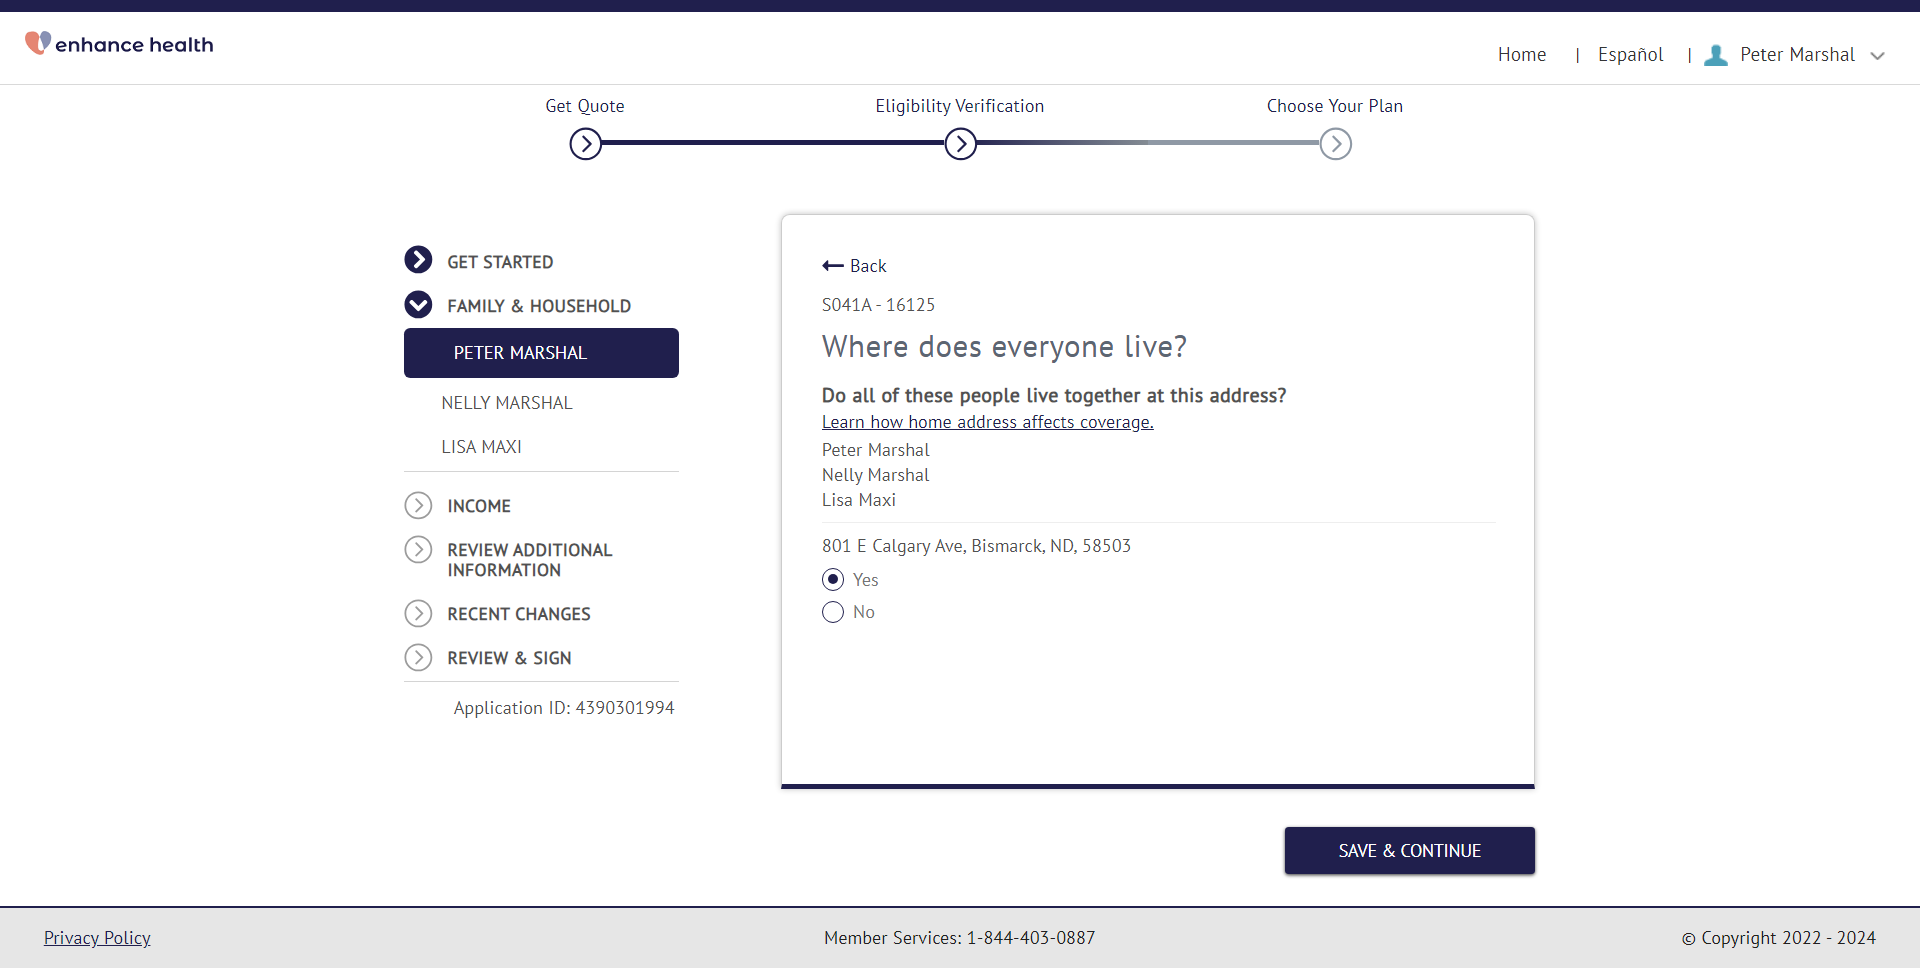 enhance health
Home | Español | Peter Marshal
Get Quote
Eligibility Verification
Choose Your Plan
GET STARTED
FAMILY & HOUSEHOLD
PETER MARSHAL
NELLY MARSHAL
LISA MAXI
INCOME
REVIEW ADDITIONAL
INFORMATION
RECENT CHANGES
REVIEW & SIGN
Application ID: 4390301994
Back
S041A - 16125
Where does everyone live?
Do all of these people live together at this address?
Learn how home address affects coverage.
Peter Marshal
Nelly Marshal
Lisa Maxi
801 E Calgary Ave, Bismarck, ND, 58503
Yes
No
SAVE & CONTINUE
Privacy Policy
Member Services: 1-844-403-0887
© Copyright 2022 - 2024